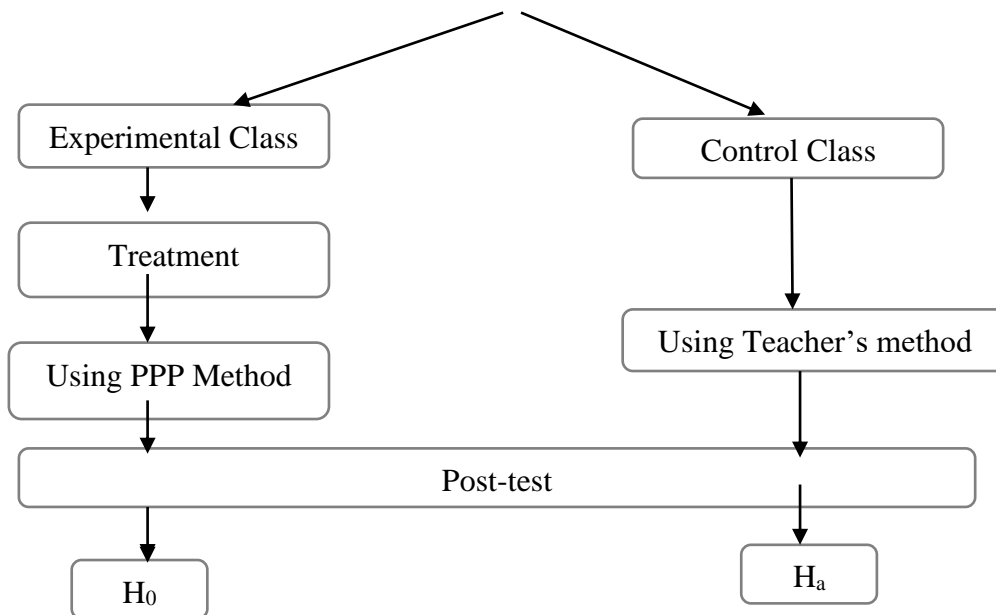 Experimental Class
Control Class
Treatment
Using Teacher’s method
Using PPP Method
Post-test
H₀
Hₐ